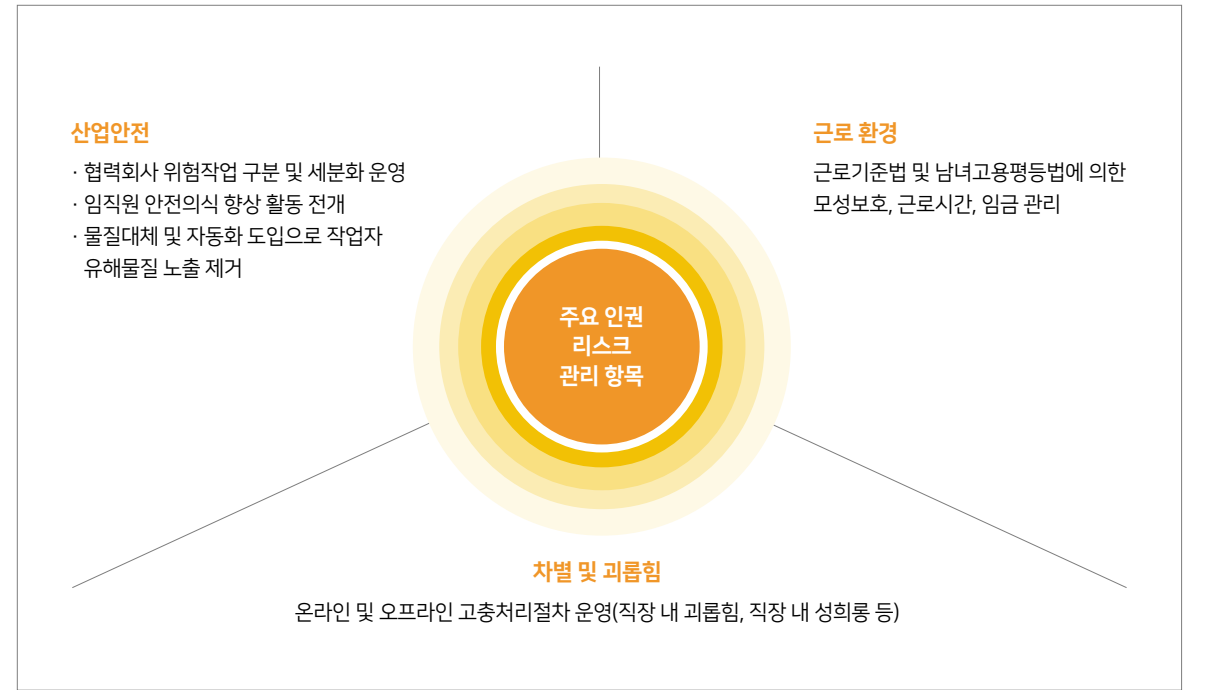 산업안전
· 협력회사 위험작업 구분 및 세분화 운영
· 임직원 안전의식 향상 활동 전개
· 물질대체 및 자동화 도입으로 작업자
유해물질 노출 제거
근로 환경
근로기준법 및 남녀고용평등법에 의한
모성보호, 근로시간, 임금 관리
주요 인권
리스크
관리 항목
차별 및 괴롭힘
온라인 및 오프라인 고충처리절차 운영(직장 내 괴롭힘, 직장 내 성희롱 등)